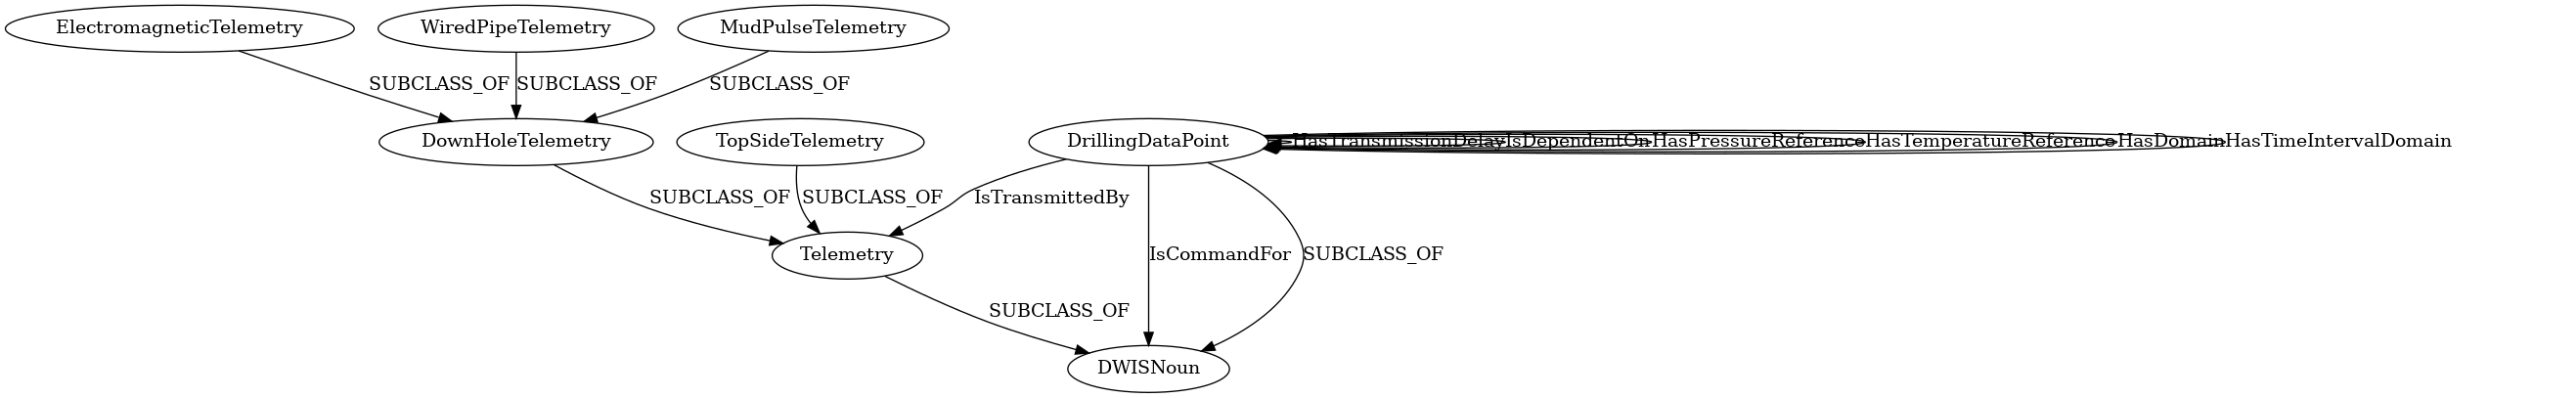 ElectromagneticTelemetry
WiredPipeTelemetry
MudPulseTelemetry
SUBCLASS_OF
SUBCLASS_OF
SUBCLASS_OF
DownHoleTelemetry
TopSideTelemetry
DrillingDataPoint
HasTransmissionDelay
IsDependentOn
HasPressureReference
HasTemperatureReference
HasDomain
HasTimeIntervalDomain
SUBCLASS_OF
SUBCLASS_OF
IsTransmittedBy
Telemetry
IsCommandFor
SUBCLASS_OF
SUBCLASS_OF
DWISNoun